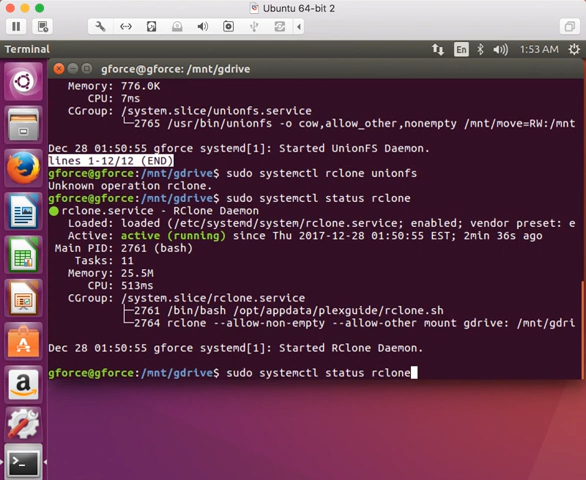 Ubuntu 64-bit 2
Terminal
En
1:53 AM
gforce@gforce: /mnt/gdrive
Memory: 776.0K
CPU: 7ms
CGroup: /system.slice/unionfs.service
└─2765 /usr/bin/unionfs -o cow,allow_other,nonempty /mnt/move=RW:/mnt
Dec 28 01:50:55 gforce systemd[1]: Started UnionFS Daemon.
lines 1-12/12 (END)
gforce@gforce:/mnt/gdrive$ sudo systemctl rclone unionfs
Unknown operation rclone.
gforce@gforce:/mnt/gdrive$ sudo systemctl status rclone
● rclone.service - RClone Daemon
Loaded: loaded (/etc/systemd/system/rclone.service; enabled; vendor preset: e
Active: active (running) since Thu 2017-12-28 01:50:55 EST; 2min 36s ago
Main PID: 2761 (bash)
Tasks: 11
Memory: 25.5M
CPU: 513ms
CGroup: /system.slice/rclone.service
├─2761 /bin/bash /opt/appdata/plexguide/rclone.sh
└─2764 rclone --allow-non-empty --allow-other mount gdrive: /mnt/gdri
Dec 28 01:50:55 gforce systemd[1]: Started RClone Daemon.
gforce@gforce:/mnt/gdrive$ sudo systemctl status rclone